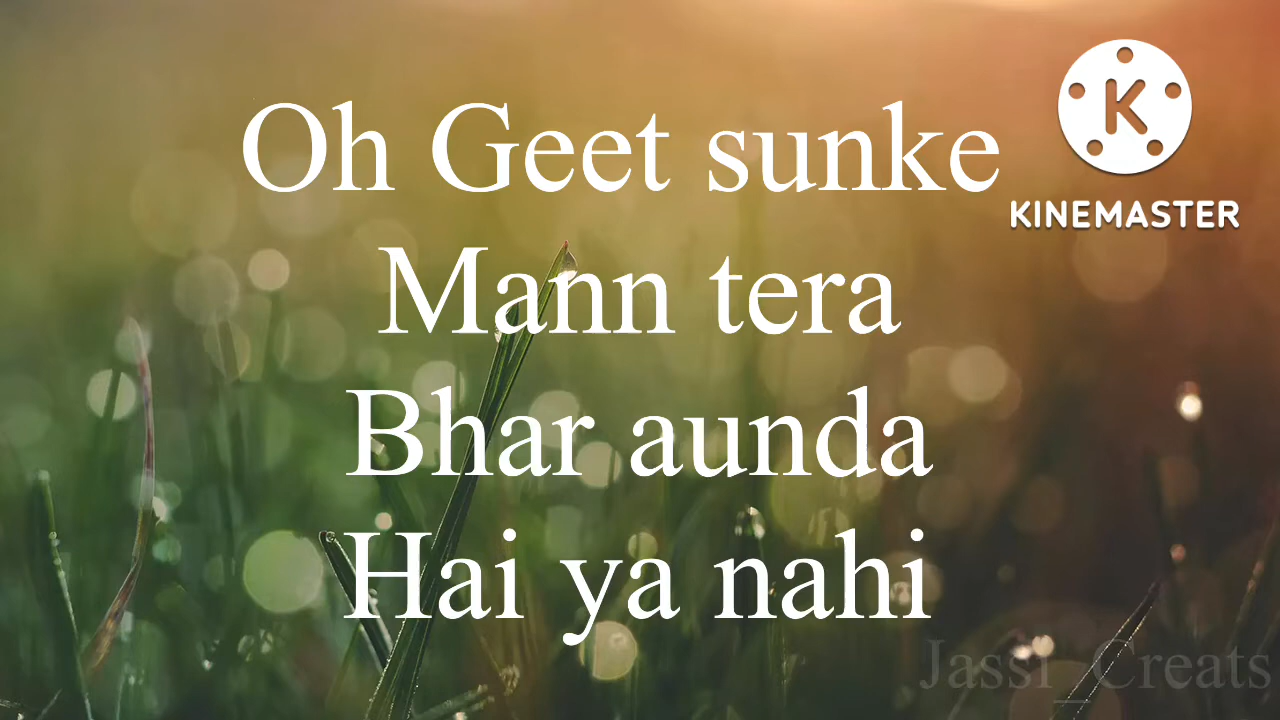 Oh Geet sunke
Mann tera
Bhar aunda
Hai ya nahi
K
KINEMASTER
Jassi_Creats